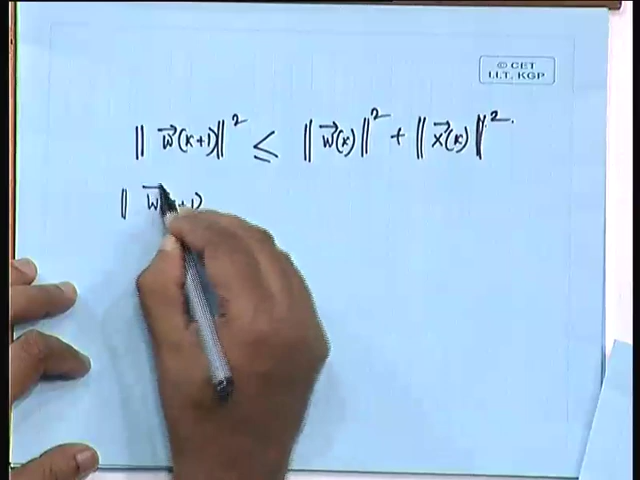 © CET
I.I.T. KGP
‖ w⃗(k+1)‖² ≤ ‖ w⃗(k)‖² + ‖ x⃗(k)‖².
‖ w⃗